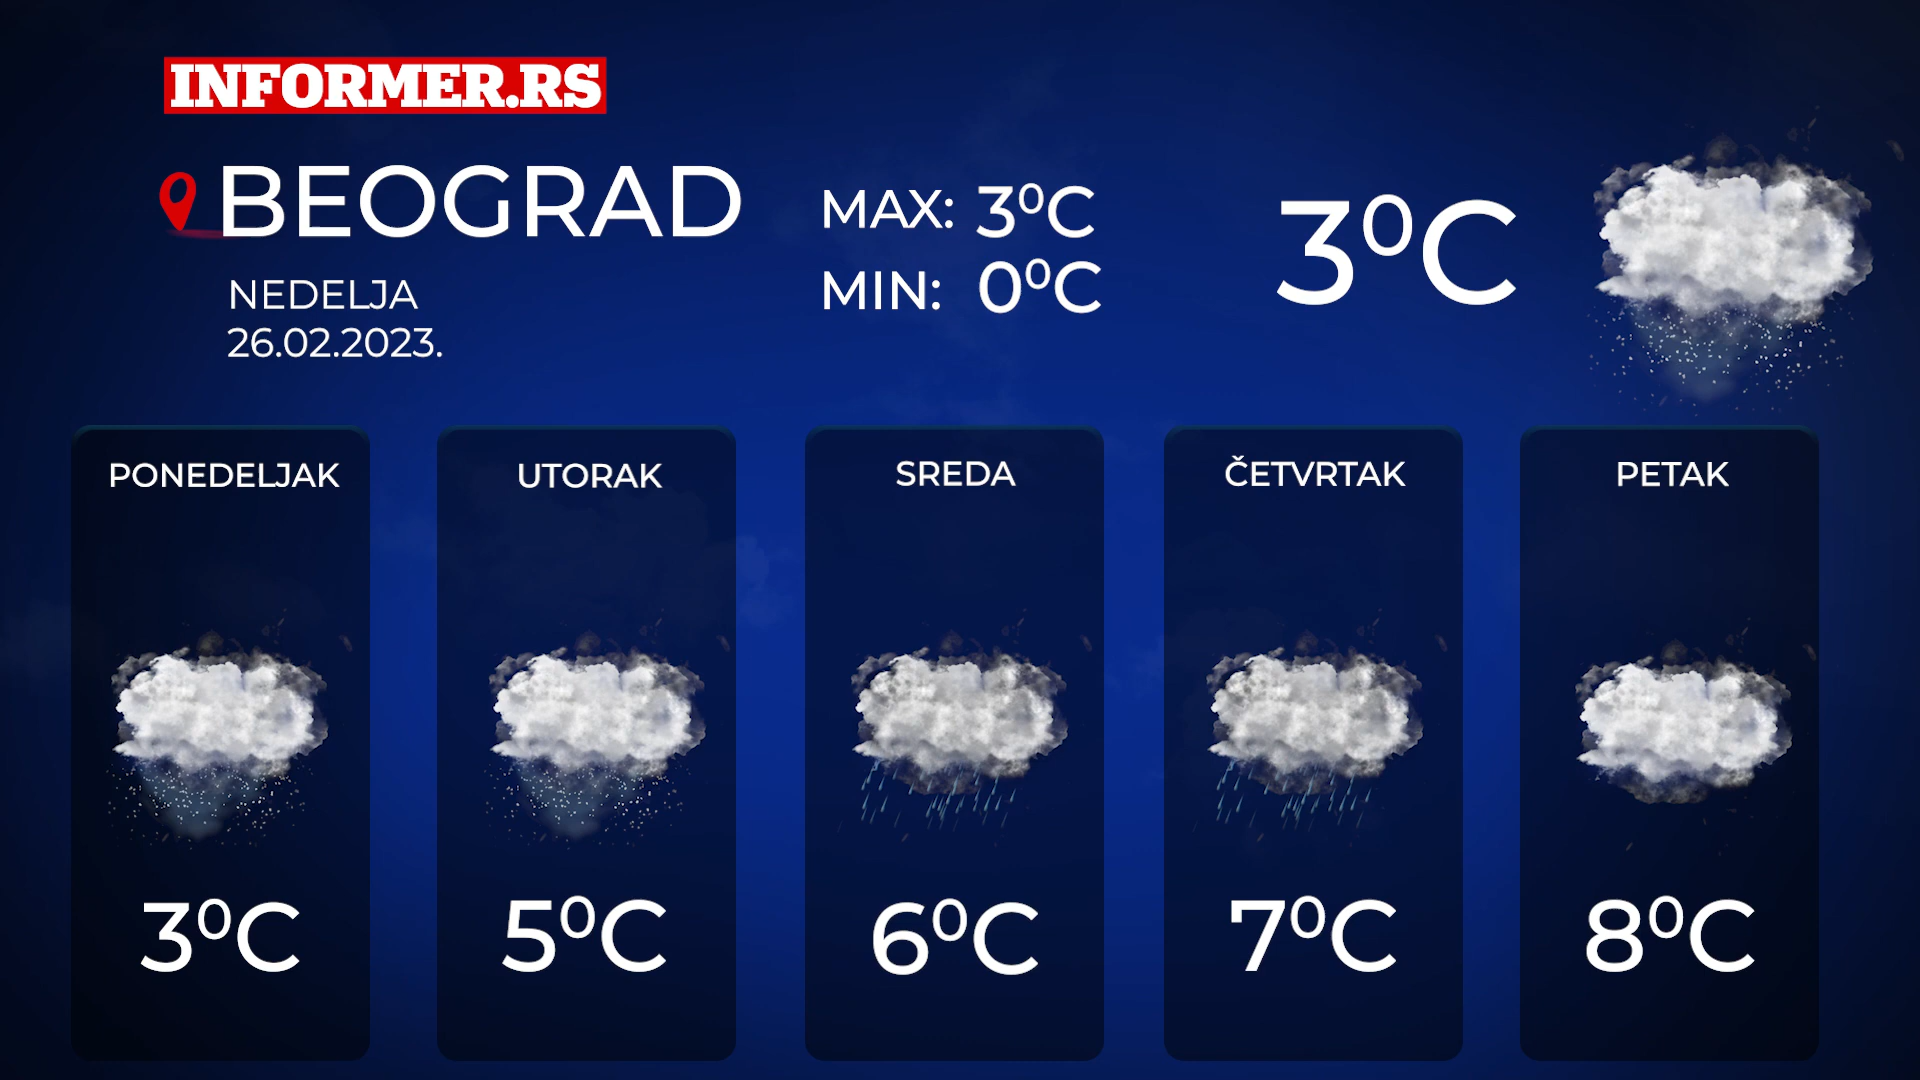 INFORMER.RS
BEOGRAD
NEDELJA
26.02.2023.
MAX: 3⁰C
MIN: 0⁰C
3⁰C
PONEDELJAK
3⁰C
UTORAK
5⁰C
SREDA
6⁰C
ČETVRTAK
7⁰C
PETAK
8⁰C